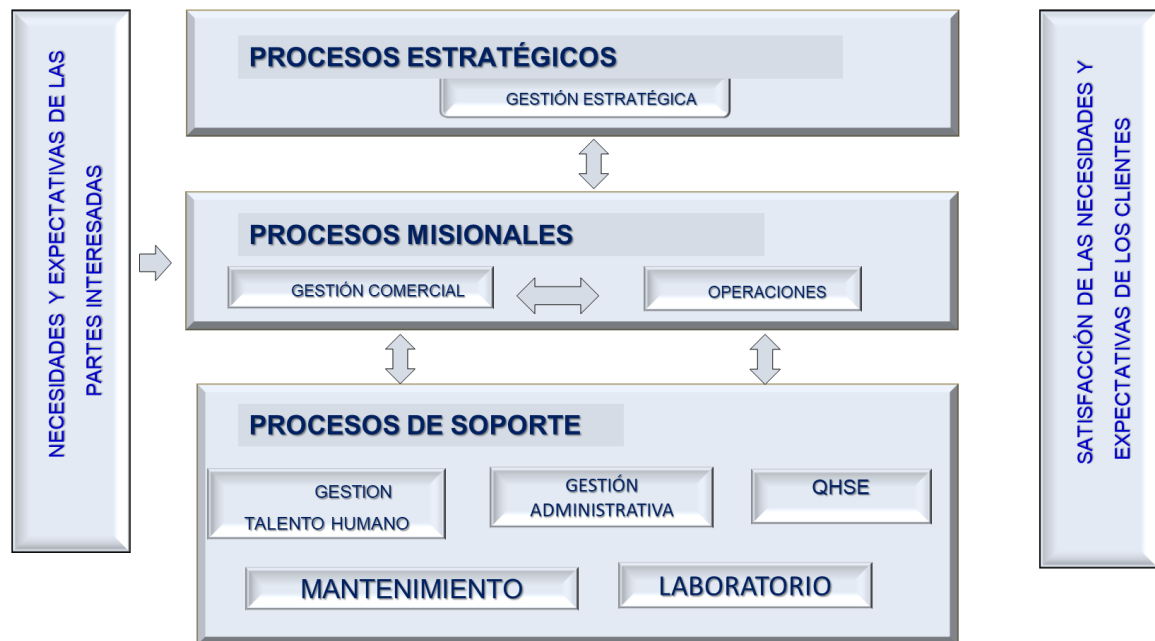 NECESIDADES Y EXPECTATIVAS DE LAS
PARTES INTERESADAS
PROCESOS ESTRATÉGICOS
GESTIÓN ESTRATÉGICA
PROCESOS MISIONALES
GESTIÓN COMERCIAL
OPERACIONES
PROCESOS DE SOPORTE
GESTION
TALENTO HUMANO
GESTIÓN
ADMINISTRATIVA
QHSE
MANTENIMIENTO
LABORATORIO
SATISFACCIÓN DE LAS NECESIDADES Y
EXPECTATIVAS DE LOS CLIENTES